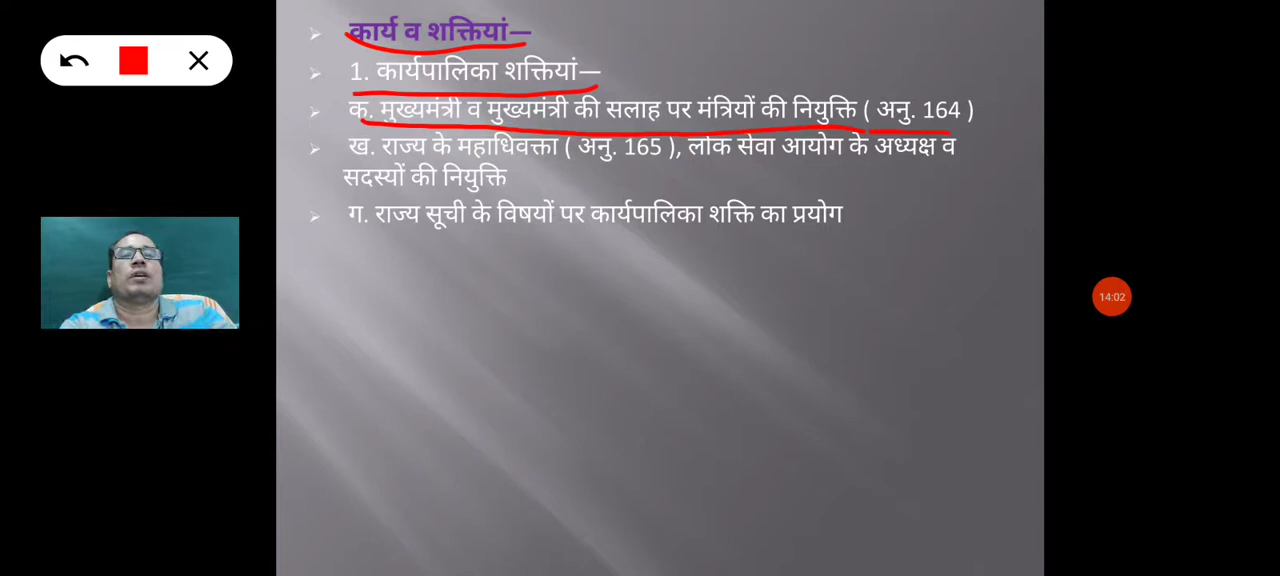 कार्य व शक्तियां—
1. कार्यपालिका शक्तियां—
क. मुख्यमंत्री व मुख्यमंत्री की सलाह पर मंत्रियों की नियुक्ति ( अनु. 164 )
ख. राज्य के महाधिवक्ता ( अनु. 165 ), लोक सेवा आयोग के अध्यक्ष व
सदस्यों की नियुक्ति
ग. राज्य सूची के विषयों पर कार्यपालिका शक्ति का प्रयोग
14:02